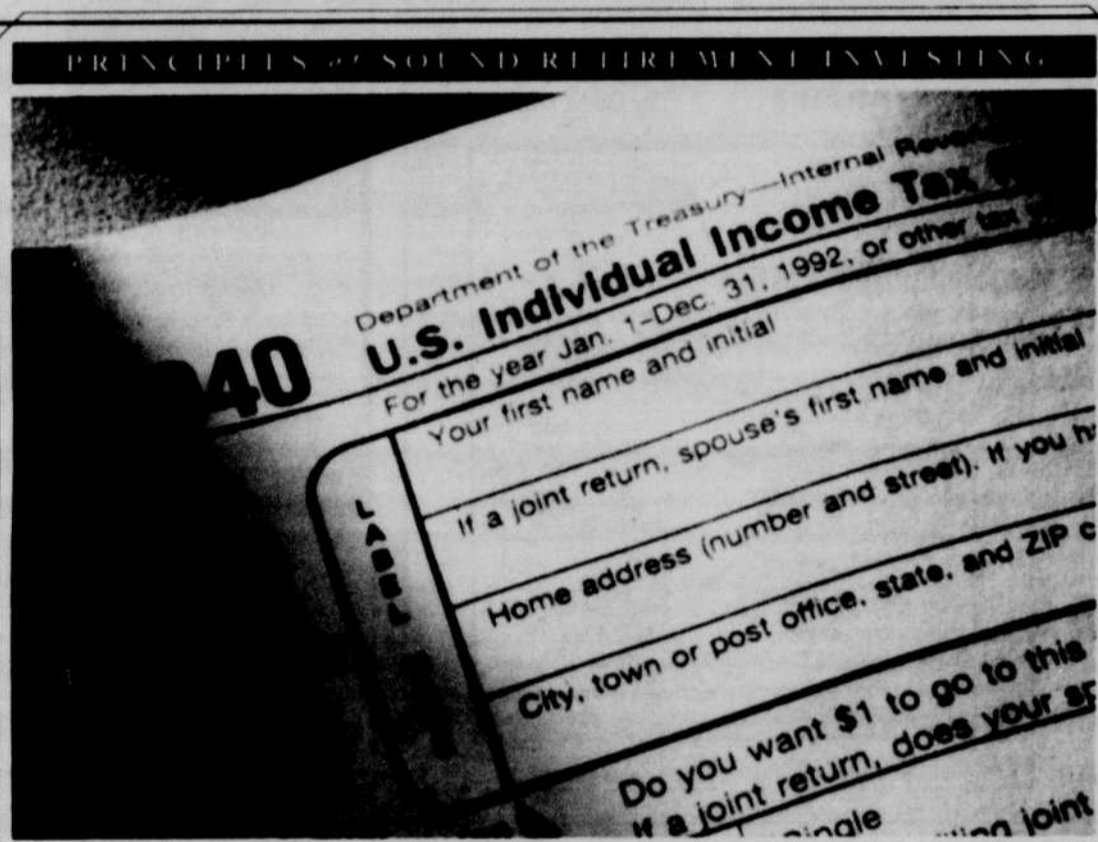 PRINCIPLES of SOUND RETIREMENT INVESTING
Department of the Treasury—Internal
U.S. Individual Income Tax
40
For the year Jan. 1-Dec. 31, 1992, or other tax
Your first name and initial
If a joint return, spouse's first name and initial
Home address (number and street). If you
City, town or post office, state, and ZIP
LABEL
Do you want $1 to go to this
If a joint return, does your
Single
joint